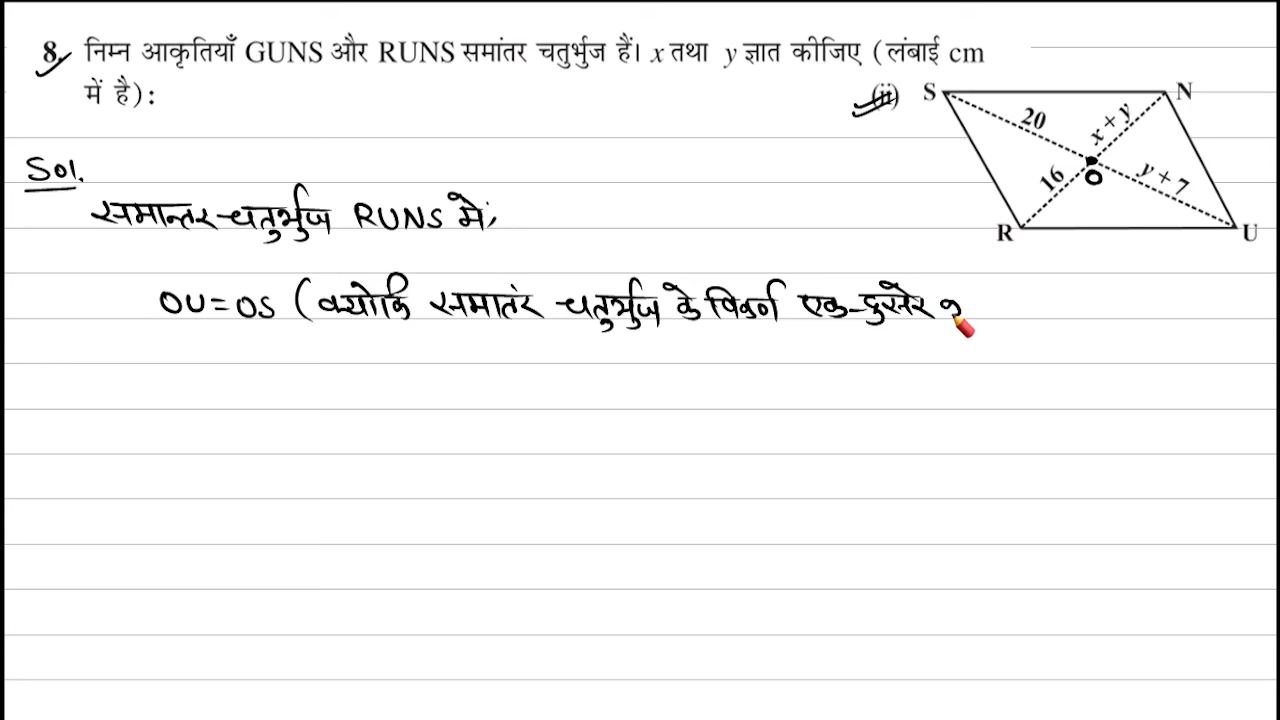 8. निम्न आकृतियाँ GUNS और RUNS समांतर चतुर्भुज हैं। x तथा y ज्ञात कीजिए (लंबाई cm
में है) :
(ii)
S
N
20
x + y
16
O
y + 7
R
U
Sol.
समान्तर चतुर्भुज RUNS में,
OU = OS (क्योकि समातंर चतुर्भुज के विकर्ण एक-दुसरे